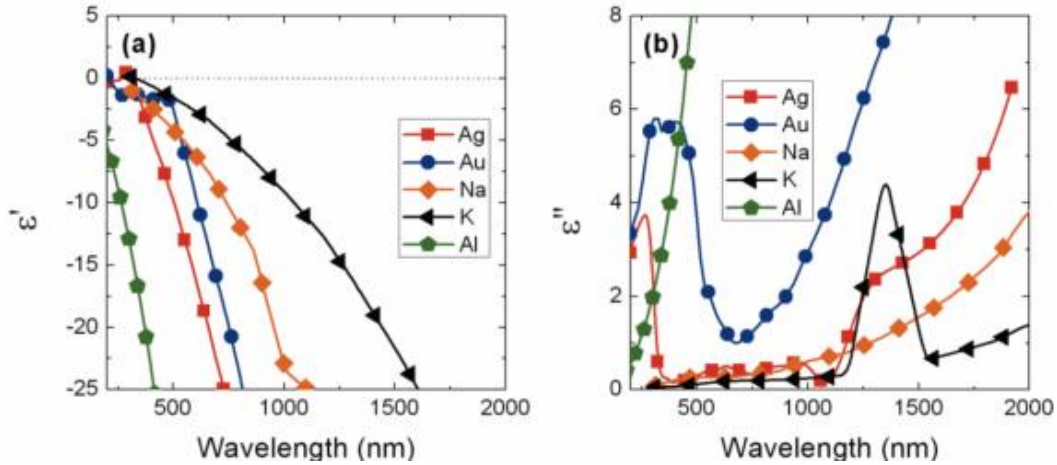 (a)
5
0
-5
-10
-15
-20
-25
ε'
500 1000 1500 2000
Wavelength (nm)
Ag
Au
Na
K
Al
(b)
8
6
4
2
0
ε"
500 1000 1500 2000
Wavelength (nm)
Ag
Au
Na
K
Al